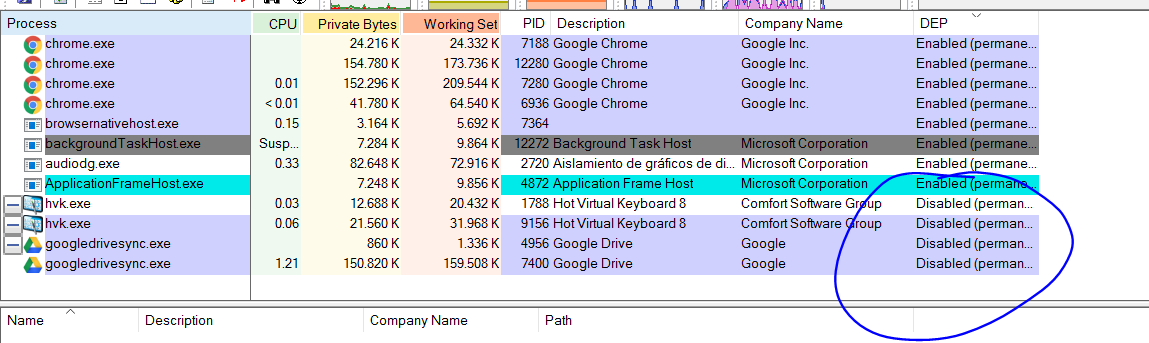 Process CPU Private Bytes Working Set PID Description Company Name DEP
chrome.exe 24.216 K 24.332 K 7188 Google Chrome Google Inc. Enabled (permane...
chrome.exe 154.780 K 173.736 K 12280 Google Chrome Google Inc. Enabled (permane...
chrome.exe 0.01 152.296 K 209.544 K 7280 Google Chrome Google Inc. Enabled (permane...
chrome.exe < 0.01 41.780 K 64.540 K 6936 Google Chrome Google Inc. Enabled (permane...
browsernativehost.exe 0.15 3.164 K 5.692 K 7364 Enabled (permane...
backgroundTaskHost.exe Susp... 7.284 K 9.864 K 12272 Background Task Host Microsoft Corporation Enabled (permane...
audiodg.exe 0.33 82.648 K 72.916 K 2720 Aislamiento de gráficos de di... Microsoft Corporation Enabled (permane...
ApplicationFrameHost.exe 7.248 K 9.856 K 4872 Application Frame Host Microsoft Corporation Enabled (permane...
hvk.exe 0.03 12.688 K 20.432 K 1788 Hot Virtual Keyboard 8 Comfort Software Group Disabled (perman...
hvk.exe 0.06 21.560 K 31.968 K 9156 Hot Virtual Keyboard 8 Comfort Software Group Disabled (perman...
googledrivesync.exe 860 K 1.336 K 4956 Google Drive Google Disabled (perman...
googledrivesync.exe 1.21 150.820 K 159.508 K 7400 Google Drive Google Disabled (perman...
Name Description Company Name Path